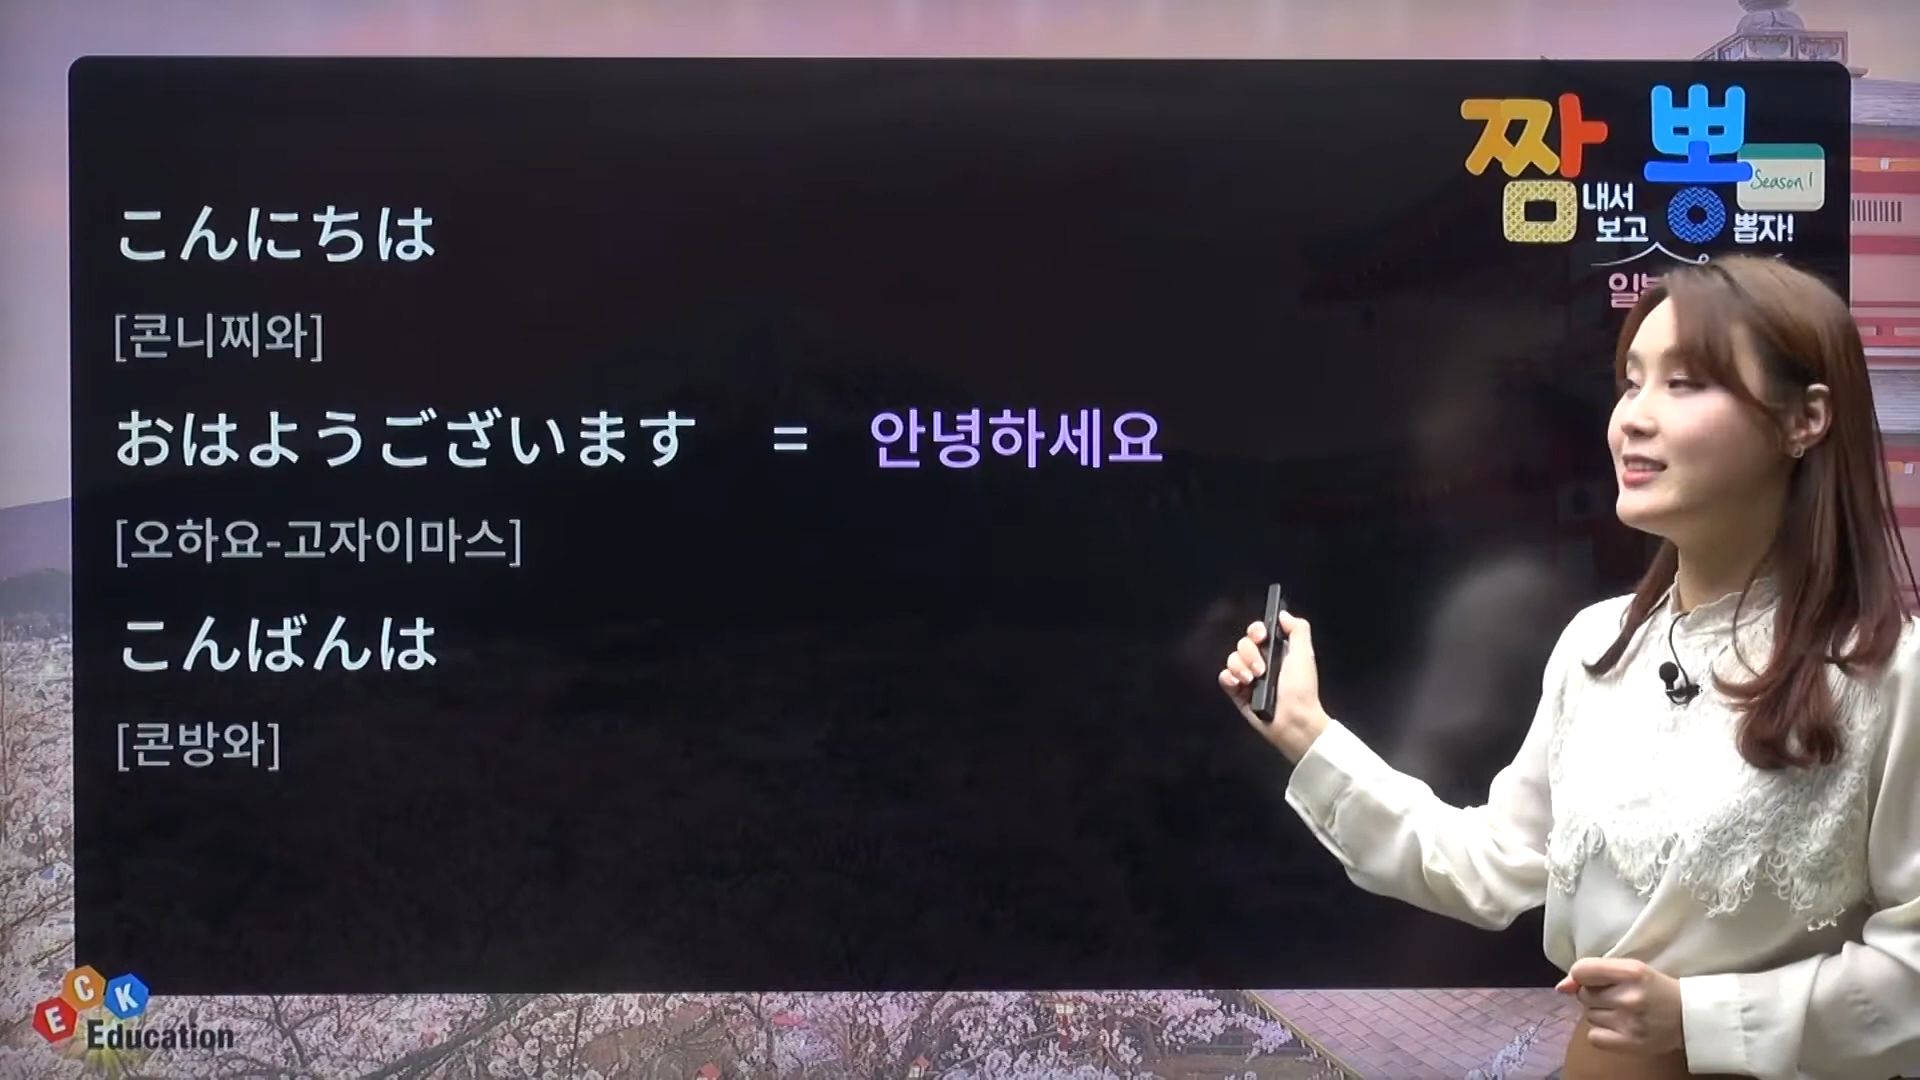 こんにちは
[콘니찌와]
おはようございます = 안녕하세요
[오하요-고자이마스]
こんばんは
[콘방와]
짬뽕
Season 1
내서
보고
뽑자!
ECK
Education